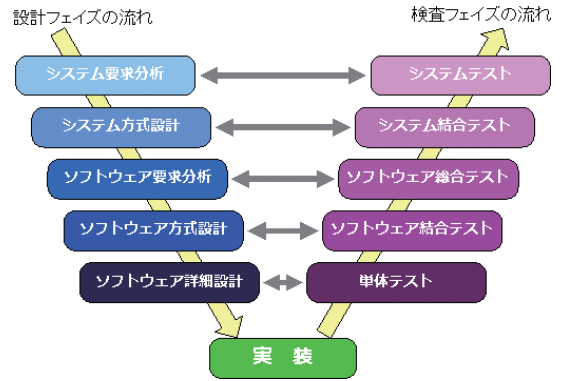 設計フェイズの流れ
検査フェイズの流れ
システム要求分析
システムテスト
システム方式設計
システム結合テスト
ソフトウェア要求分析
ソフトウェア総合テスト
ソフトウェア方式設計
ソフトウェア結合テスト
ソフトウェア詳細設計
単体テスト
実 装